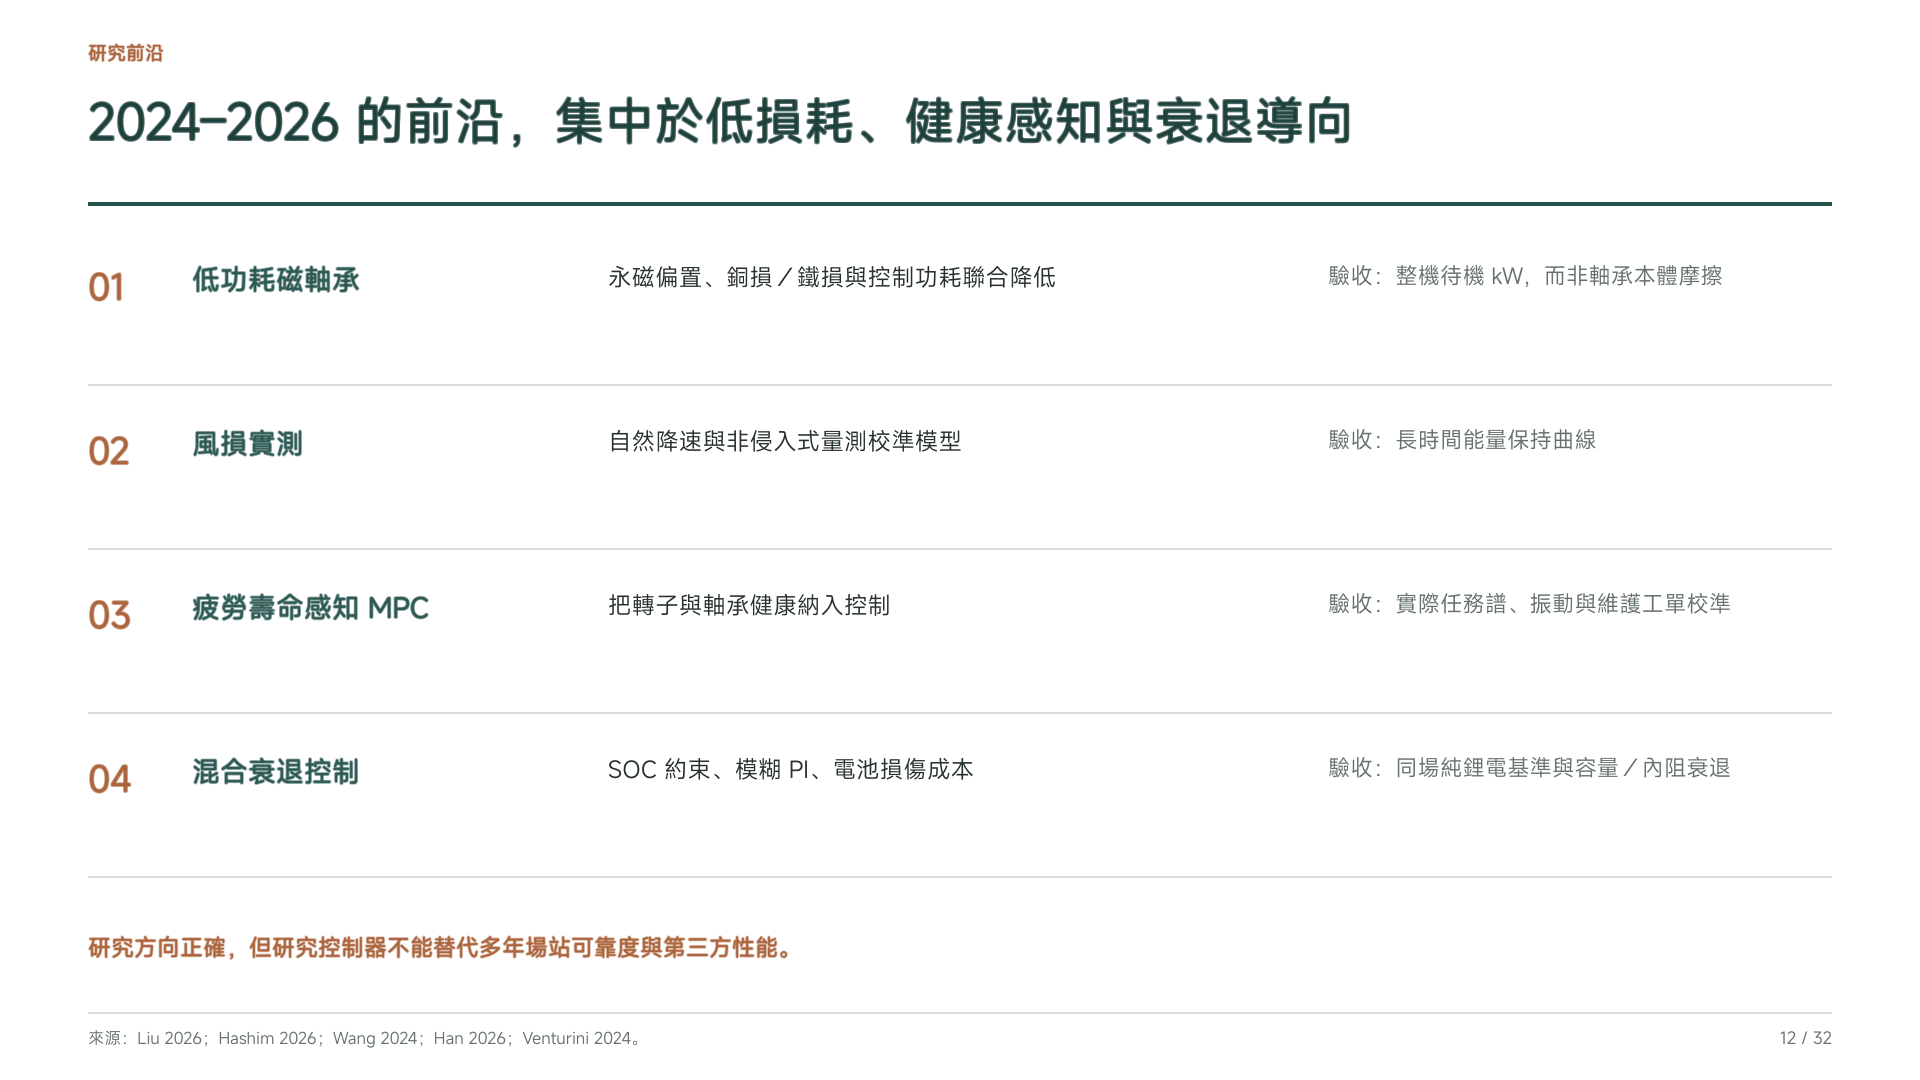 研究前沿
2024–2026 的前沿，集中於低損耗、健康感知與衰退導向
01 低功耗磁軸承 永磁偏置、銅損／鐵損與控制功耗聯合降低 驗收：整機待機 kW，而非軸承本體摩擦
02 風損實測 自然降速與非侵入式量測校準模型 驗收：長時間能量保持曲線
03 疲勞壽命感知 MPC 把轉子與軸承健康納入控制 驗收：實際任務譜、振動與維護工單校準
04 混合衰退控制 SOC 約束、模糊 PI、電池損傷成本 驗收：同場純鋰電基準與容量／內阻衰退
研究方向正確，但研究控制器不能替代多年場站可靠度與第三方性能。
來源：Liu 2026；Hashim 2026；Wang 2024；Han 2026；Venturini 2024。 12 / 32